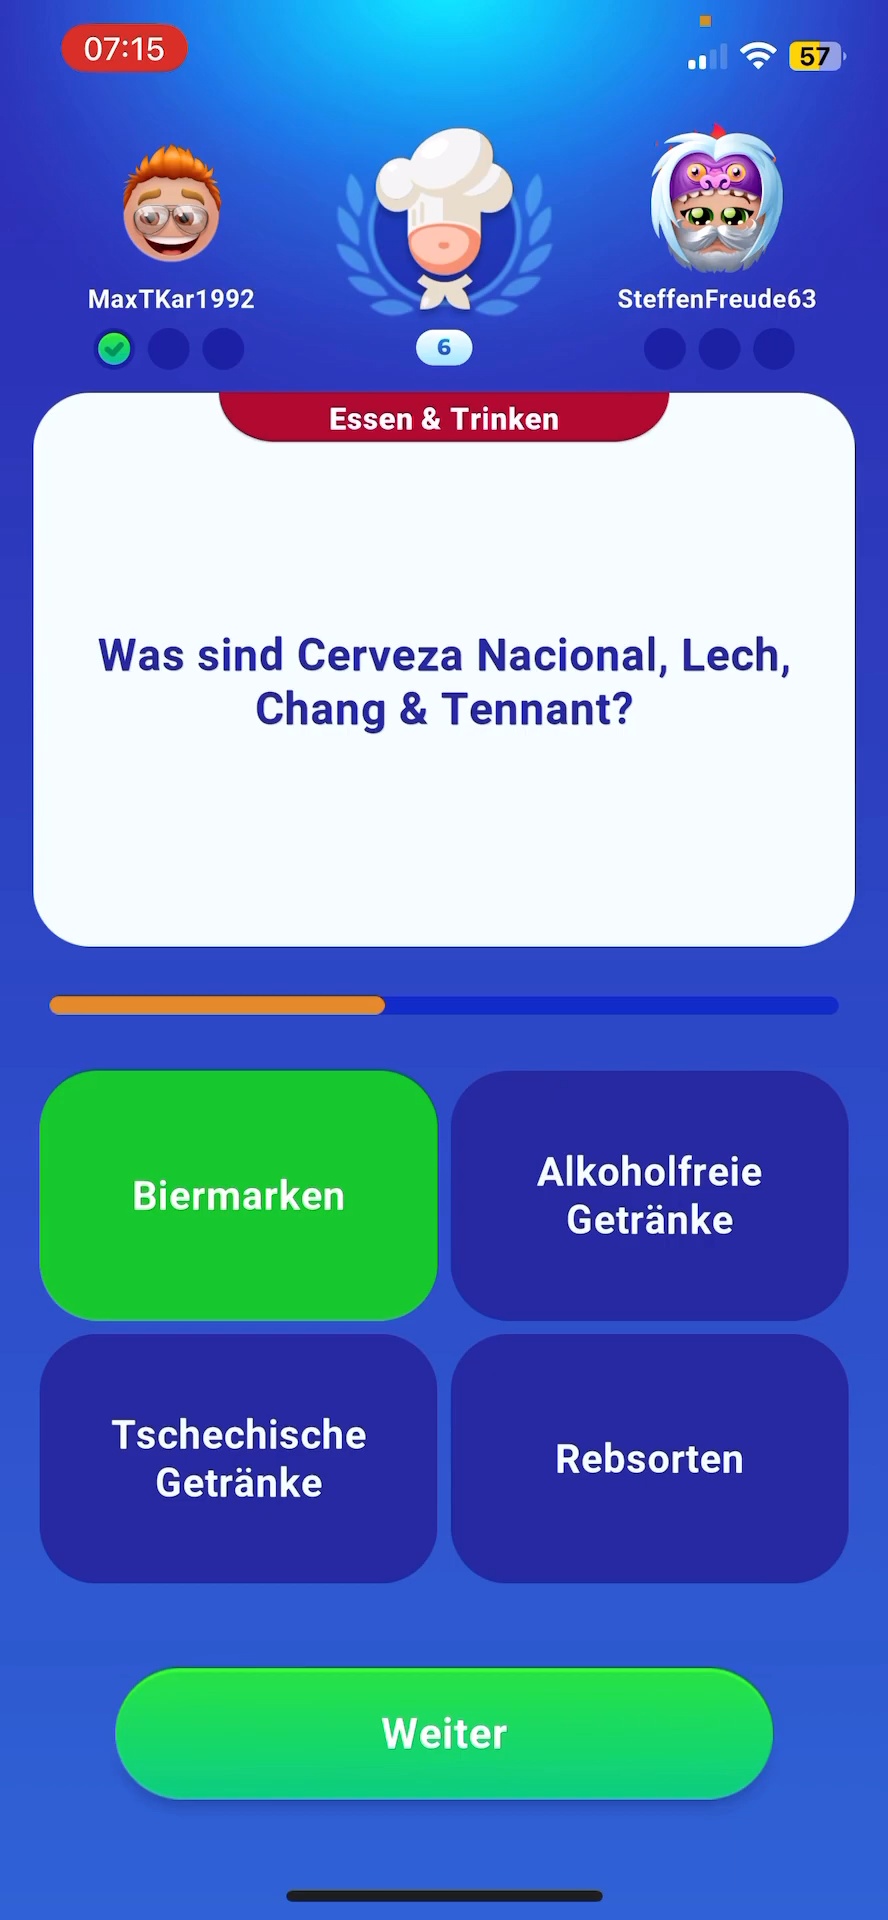 07:15
57
MaxTKar1992
SteffenFreude63
6
Essen & Trinken
Was sind Cerveza Nacional, Lech,
Chang & Tennant?
Biermarken
Alkoholfreie
Getränke
Tschechische
Getränke
Rebsorten
Weiter